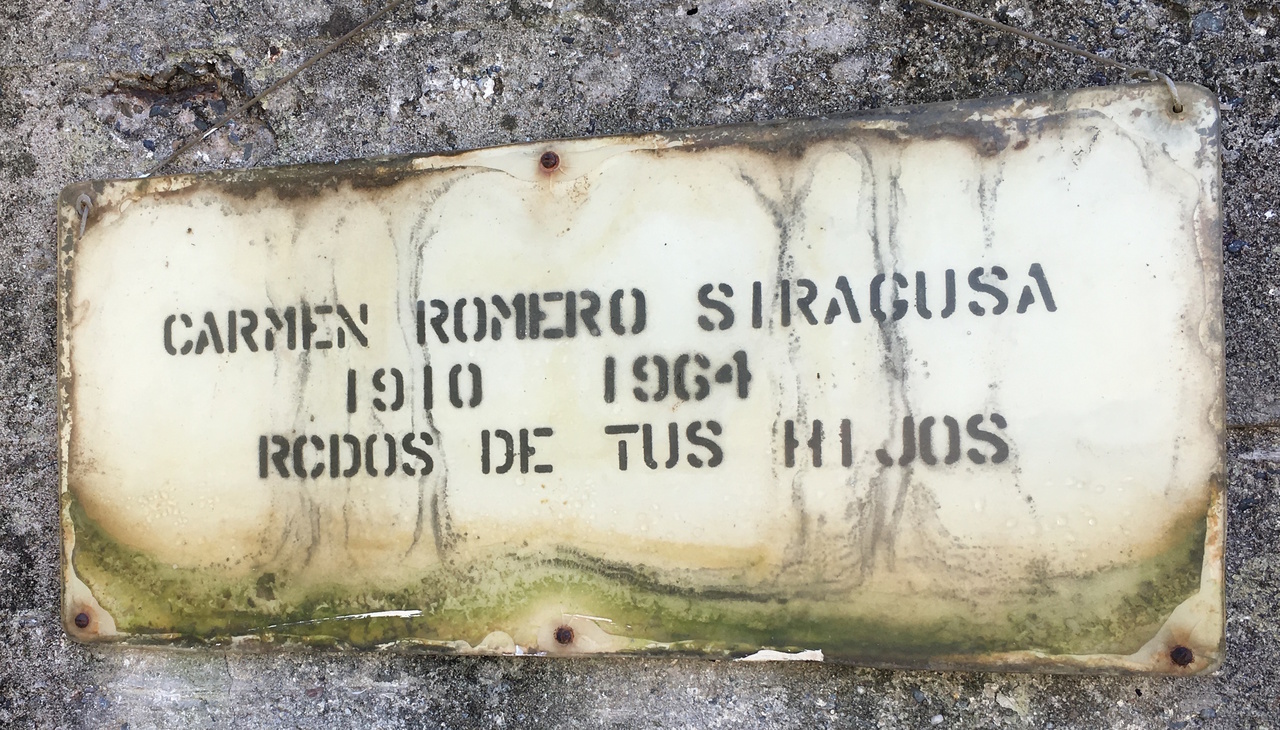 CARMEN ROMERO SIRAGUSA
1910 1964
RCDOS DE TUS HIJOS